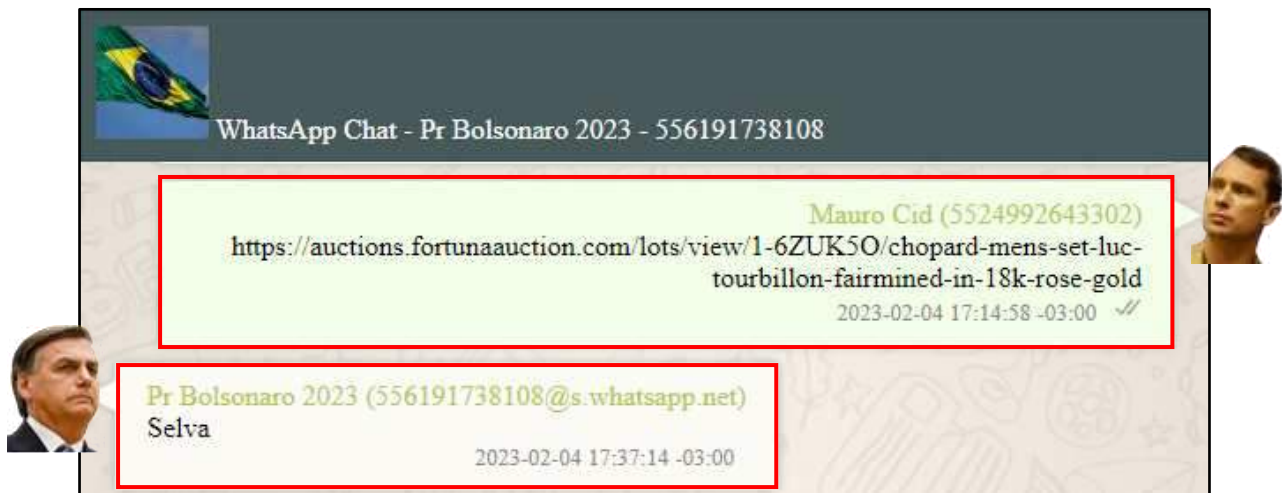 WhatsApp Chat - Pr Bolsonaro 2023 - 556191738108
Mauro Cid (5524992643302)
https://auctions.fortunaauction.com/lots/view/1-6ZUK5O/chopard-mens-set-luc-
tourbillon-fairmined-in-18k-rose-gold
2023-02-04 17:14:58 -03:00
Pr Bolsonaro 2023 (556191738108@s.whatsapp.net)
Selva
2023-02-04 17:37:14 -03:00